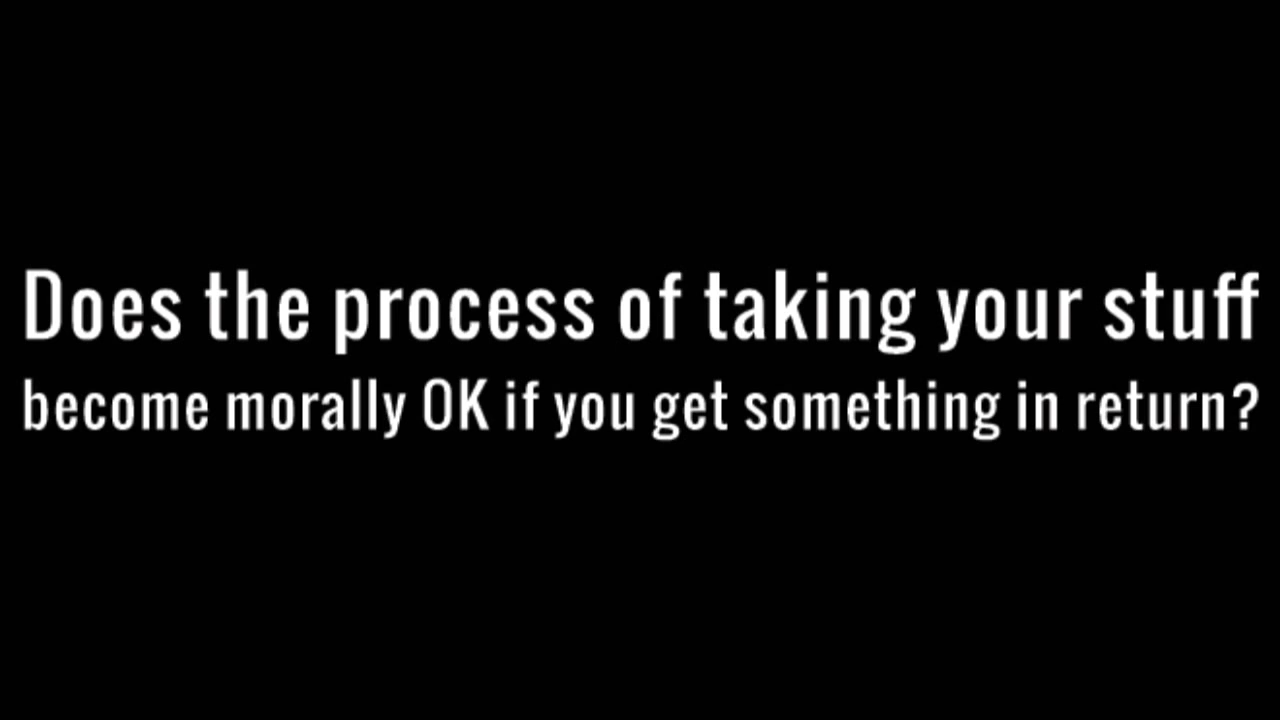 Does the process of taking your stuff
become morally OK if you get something in return?